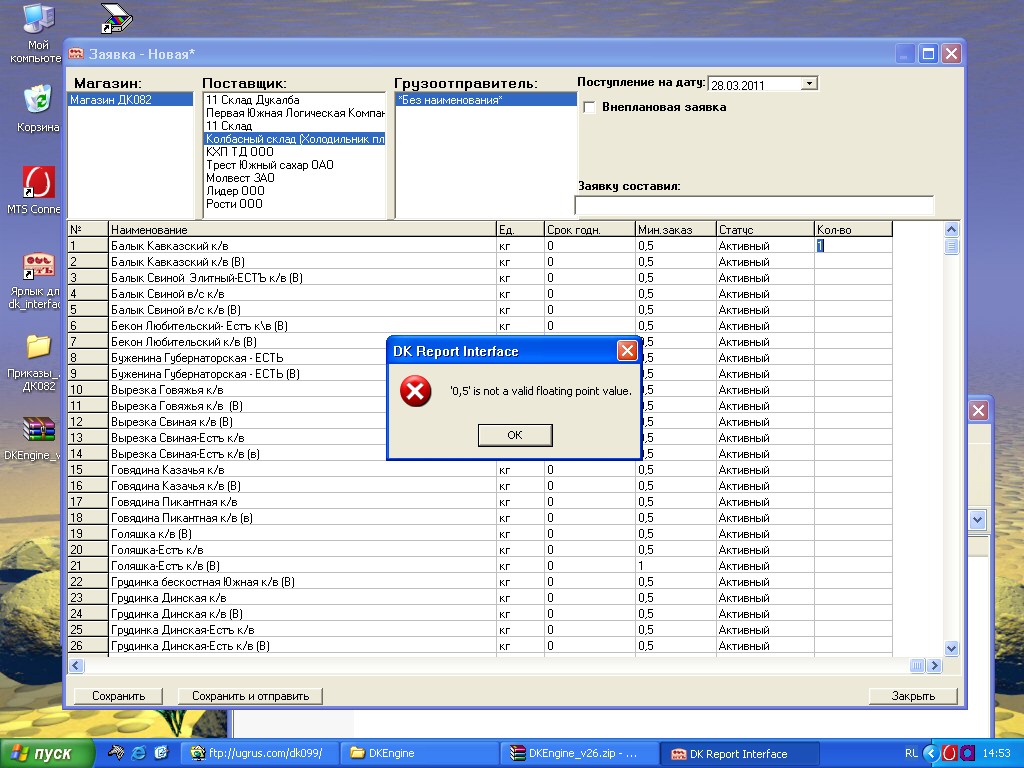 Мой
компьюте
Корзина
MTS Conne
Ярлык дл
dk_interfac
Приказы_
ДК082
DKEngine_v
Заявка - Новая*
Магазин:
Магазин ДК082
Поставщик:
11 Склад Дукалба
Первая Южная Логическая Компан
11 Склад
Колбасный склад (Холодильник пл
КХП ТД ООО
Трест Южный сахар ОАО
Молвест ЗАО
Лидер ООО
Рости ООО
Грузоотправитель:
*Без наименования*
Поступление на дату: 28.03.2011
Внеплановая заявка
Заявку составил:
№ Наименование Ед. Срок годн. Мин.заказ Статус Кол-во
1 Балык Кавказский к/в кг 0 0,5 Активный 1
2 Балык Кавказский к/в (В) кг 0 0,5 Активный
3 Балык Свиной Элитный-ЕСТЪ к/в (В) кг 0 0,5 Активный
4 Балык Свиной в/с к/в кг 0 0,5 Активный
5 Балык Свиной в/с к/в (В) кг 0 0,5 Активный
6 Бекон Любительский- Естъ к\в (В) кг 0 0,5 Активный
7 Бекон Любительский к/в (В) ,5 Активный
8 Буженина Губернаторская - ЕСТЬ ,5 Активный
9 Буженина Губернаторская - ЕСТЬ (В) ,5 Активный
10 Вырезка Говяжья к/в ,5 Активный
11 Вырезка Говяжья к/в (В) ,5 Активный
12 Вырезка Свиная к/в (В) ,5 Активный
13 Вырезка Свиная-Естъ к/в ,5 Активный
14 Вырезка Свиная-Естъ к/в (в) ,5 Активный
15 Говядина Казачья к/в кг 0 0,5 Активный
16 Говядина Казачья к/в (В) кг 0 0,5 Активный
17 Говядина Пикантная к/в кг 0 0,5 Активный
18 Говядина Пикантная к/в (в) кг 0 0,5 Активный
19 Голяшка к/в (В) кг 0 0,5 Активный
20 Голяшка-Естъ к/в кг 0 0,5 Активный
21 Голяшка-Естъ к/в (В) кг 0 1 Активный
22 Грудинка бескостная Южная к/в (В) кг 0 0,5 Активный
23 Грудинка Динская к/в кг 0 0,5 Активный
24 Грудинка Динская к/в (В) кг 0 0,5 Активный
25 Грудинка Динская-Естъ к/в кг 0 0,5 Активный
26 Грудинка Динская-Есть к/в (В) кг 0 0,5 Активный
DK Report Interface
'0,5' is not a valid floating point value.
OK
Сохранить
Сохранить и отправить
Закрыть
пуск
ftp://ugrus.com/dk099/
DKEngine
DKEngine_v26.zip - ...
DK Report Interface
RL
14:53